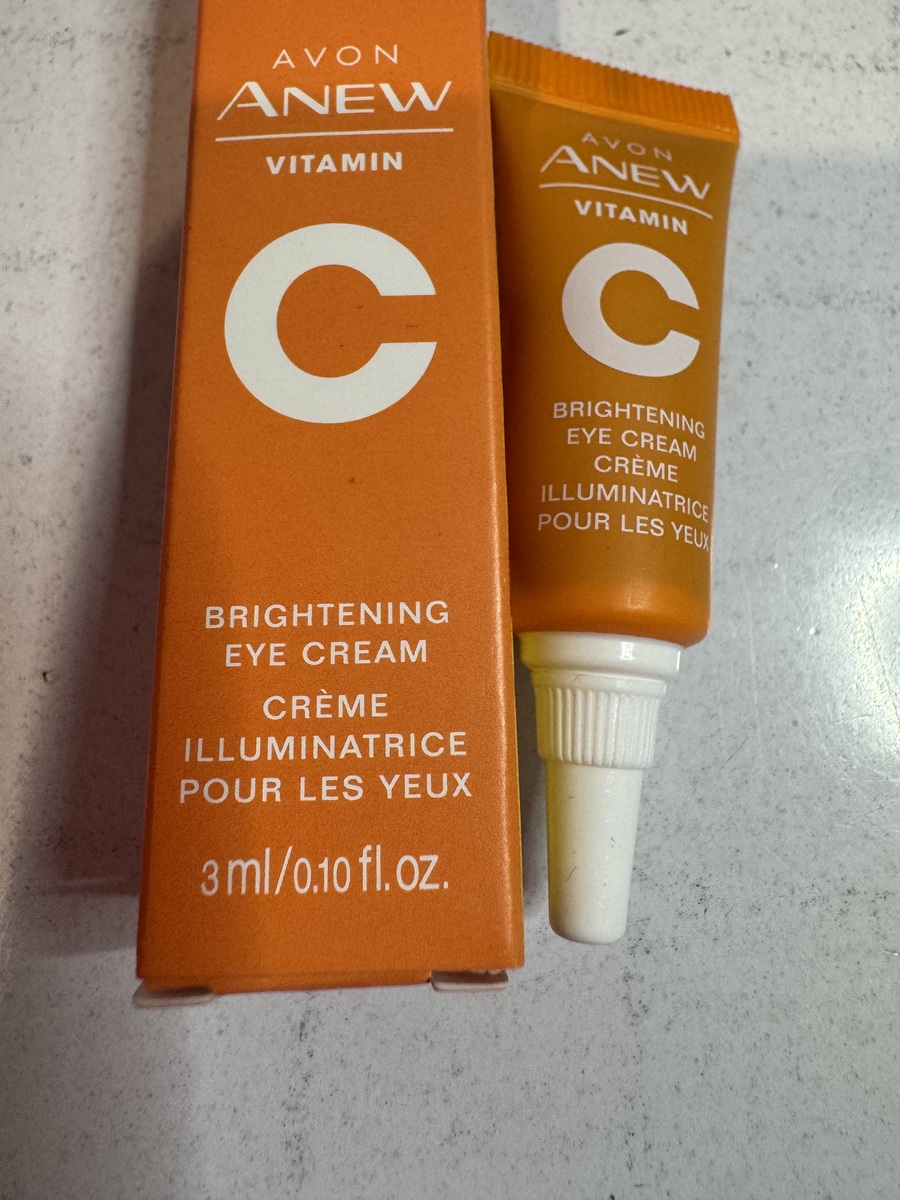 AVON
ANEW
VITAMIN
C
BRIGHTENING
EYE CREAM
CRÈME
ILLUMINATRICE
POUR LES YEUX
3 ml/0.10 fl. oz.
AVON
ANEW
VITAMIN
C
BRIGHTENING
EYE CREAM
CRÈME
ILLUMINATRICE
POUR LES YEUX